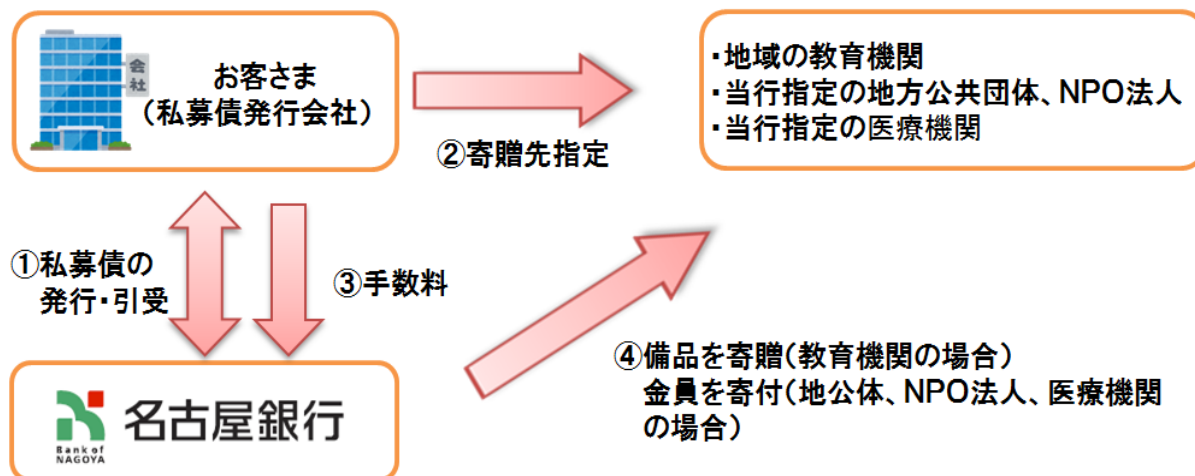 会
社
お客さま
（私募債発行会社）
②寄贈先指定
・地域の教育機関
・当行指定の地方公共団体、NPO法人
・当行指定の医療機関
①私募債の
発行・引受
③手数料
④備品を寄贈（教育機関の場合）
金員を寄付（地公体、NPO法人、医療機関
の場合）
Bank of
NAGOYA
名古屋銀行